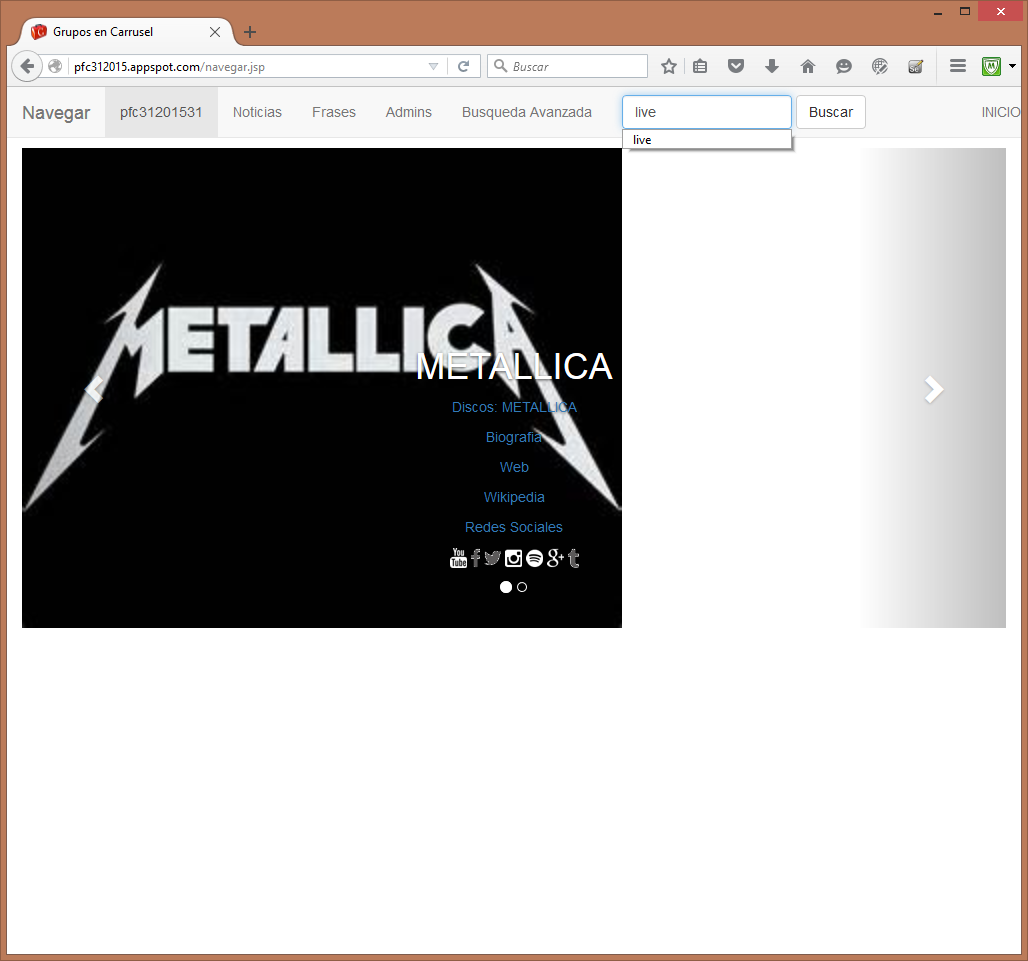 Grupos en Carrusel
pfc312015.appspot.com/navegar.jsp
Buscar
Navegar pfc31201531 Noticias Frases Admins Busqueda Avanzada live Buscar INICIO
live
METALLICA
METALLICA
Discos: METALLICA
Biografia
Web
Wikipedia
Redes Sociales
You
Tube